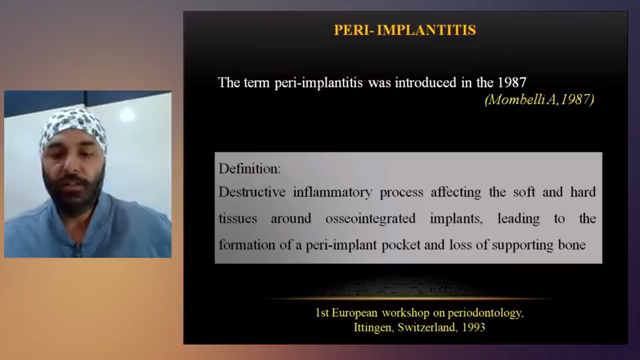 PERI- IMPLANTITIS
The term peri-implantitis was introduced in the 1987
(Mombelli A,1987)
Definition:
Destructive inflammatory process affecting the soft and hard
tissues around osseointegrated implants, leading to the
formation of a peri-implant pocket and loss of supporting bone
1st European workshop on periodontology,
Ittingen, Switzerland, 1993